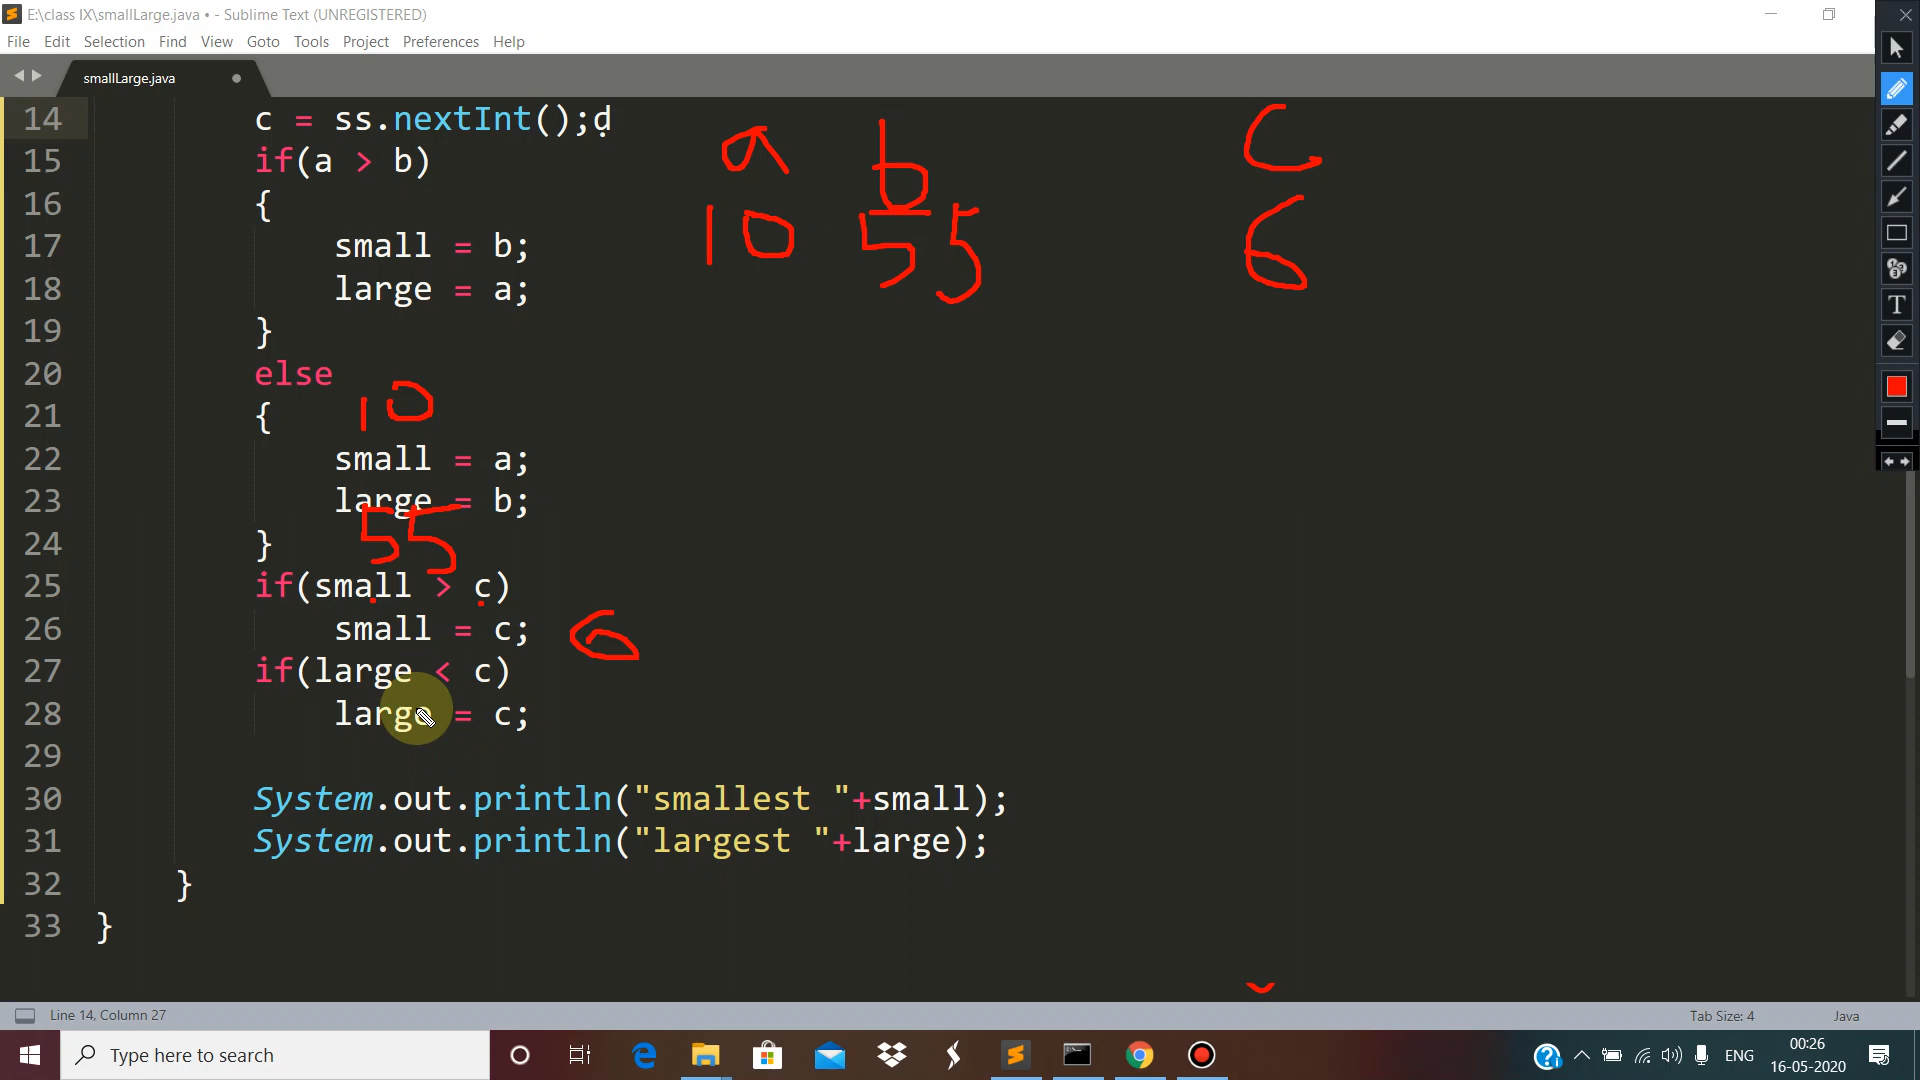 E:\class IX\smallLarge.java • - Sublime Text (UNREGISTERED)
File Edit Selection Find View Goto Tools Project Preferences Help
smallLarge.java
14 c = ss.nextInt();d
15 if(a > b)
16 {
17 small = b;
18 large = a;
19 }
20 else
21 {
22 small = a;
23 large = b;
24 }
25 if(small > c)
26 small = c;
27 if(large < c)
28 large = c;
29
30 System.out.println("smallest "+small);
31 System.out.println("largest "+large);
32 }
33 }
a b c
10 55 6
10
55
6
T
Line 14, Column 27
Tab Size: 4
Java
Type here to search
ENG
00:26
16-05-2020